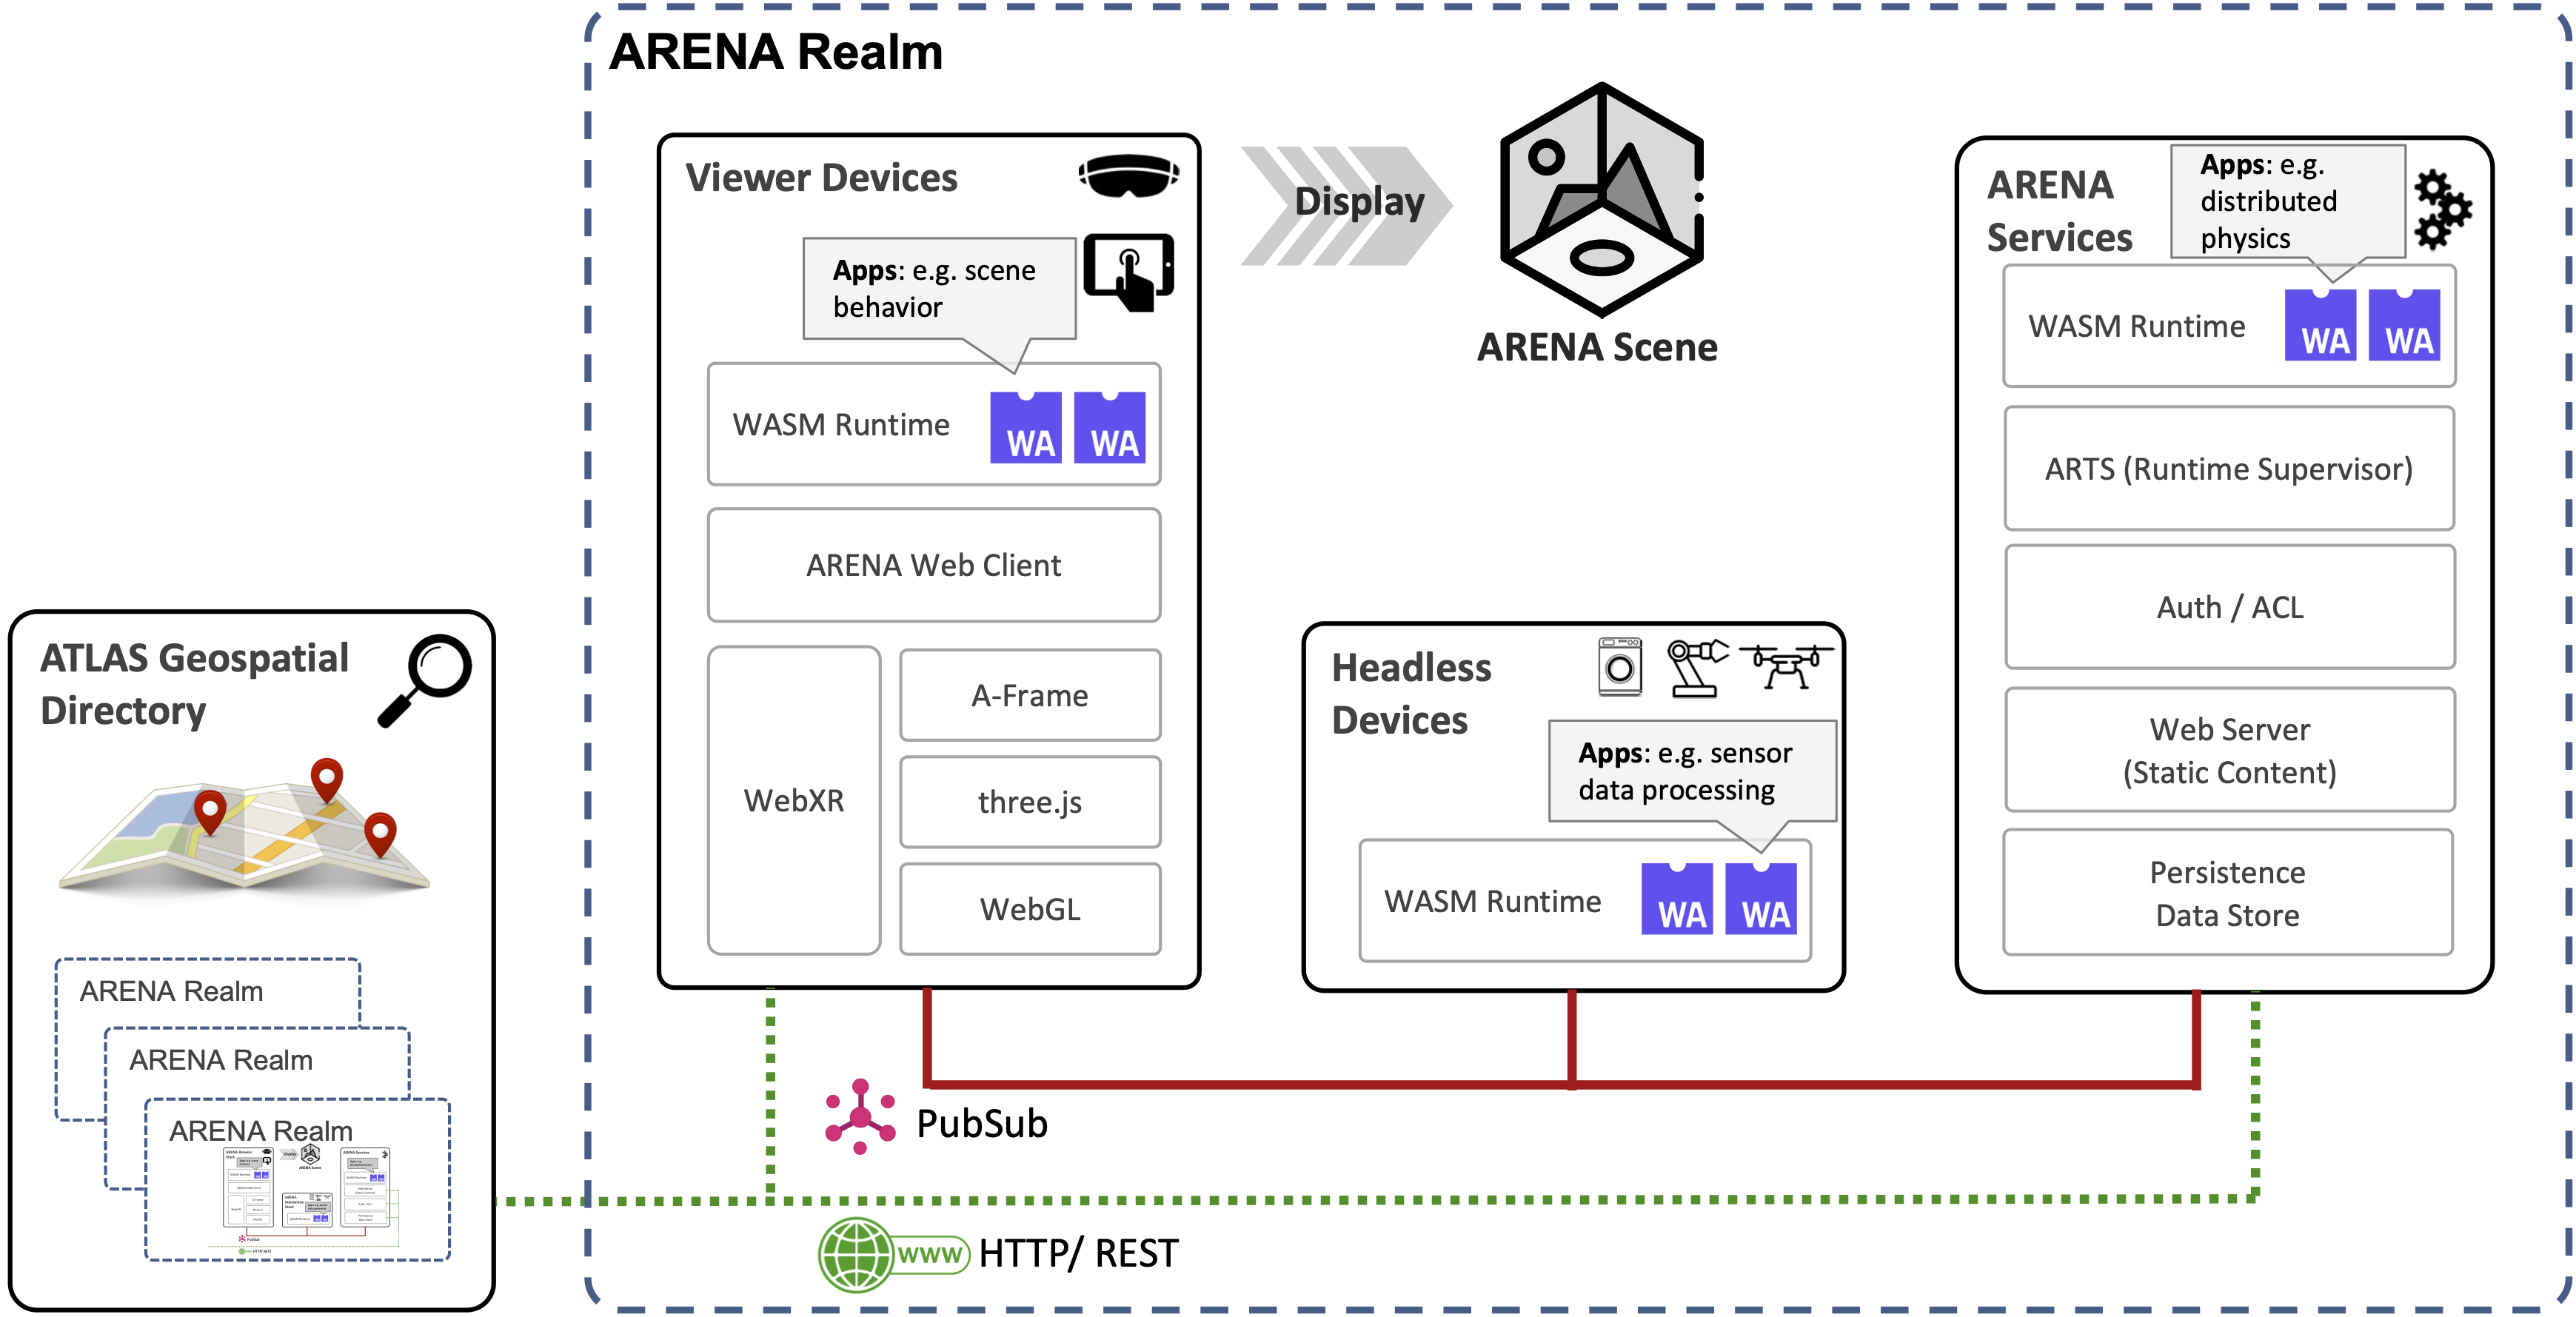 ARENA Realm
Viewer Devices
Apps: e.g. scene
behavior
WASM Runtime
WA
WA
ARENA Web Client
WebXR
A-Frame
three.js
WebGL
Display
ARENA Scene
Headless
Devices
Apps: e.g. sensor
data processing
WASM Runtime
WA
WA
ARENA
Services
Apps: e.g.
distributed
physics
WASM Runtime
WA
WA
ARTS (Runtime Supervisor)
Auth / ACL
Web Server
(Static Content)
Persistence
Data Store
ATLAS Geospatial
Directory
ARENA Realm
ARENA Realm
ARENA Realm
PubSub
WWW
HTTP/ REST